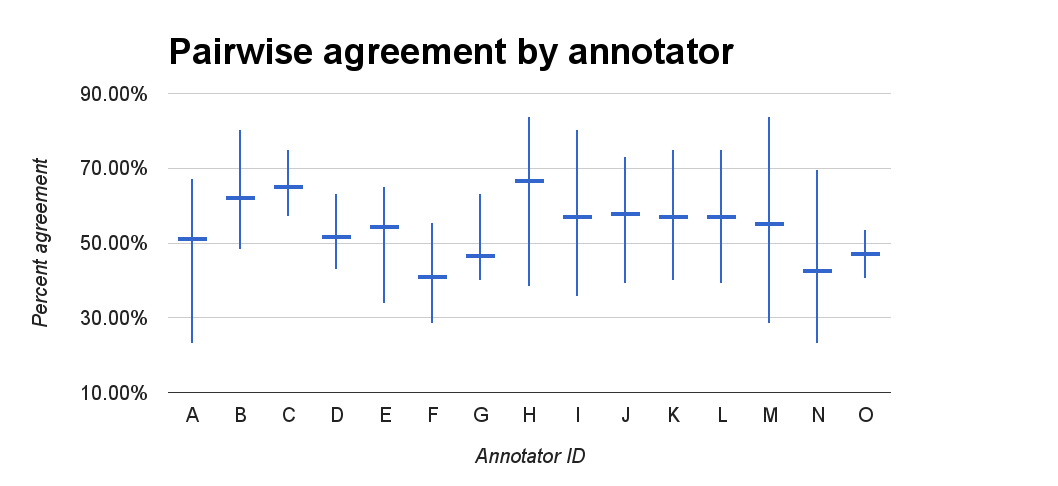 Pairwise agreement by annotator
90.00%
70.00%
50.00%
30.00%
10.00%
Percent agreement
A B C D E F G H I J K L M N O
Annotator ID